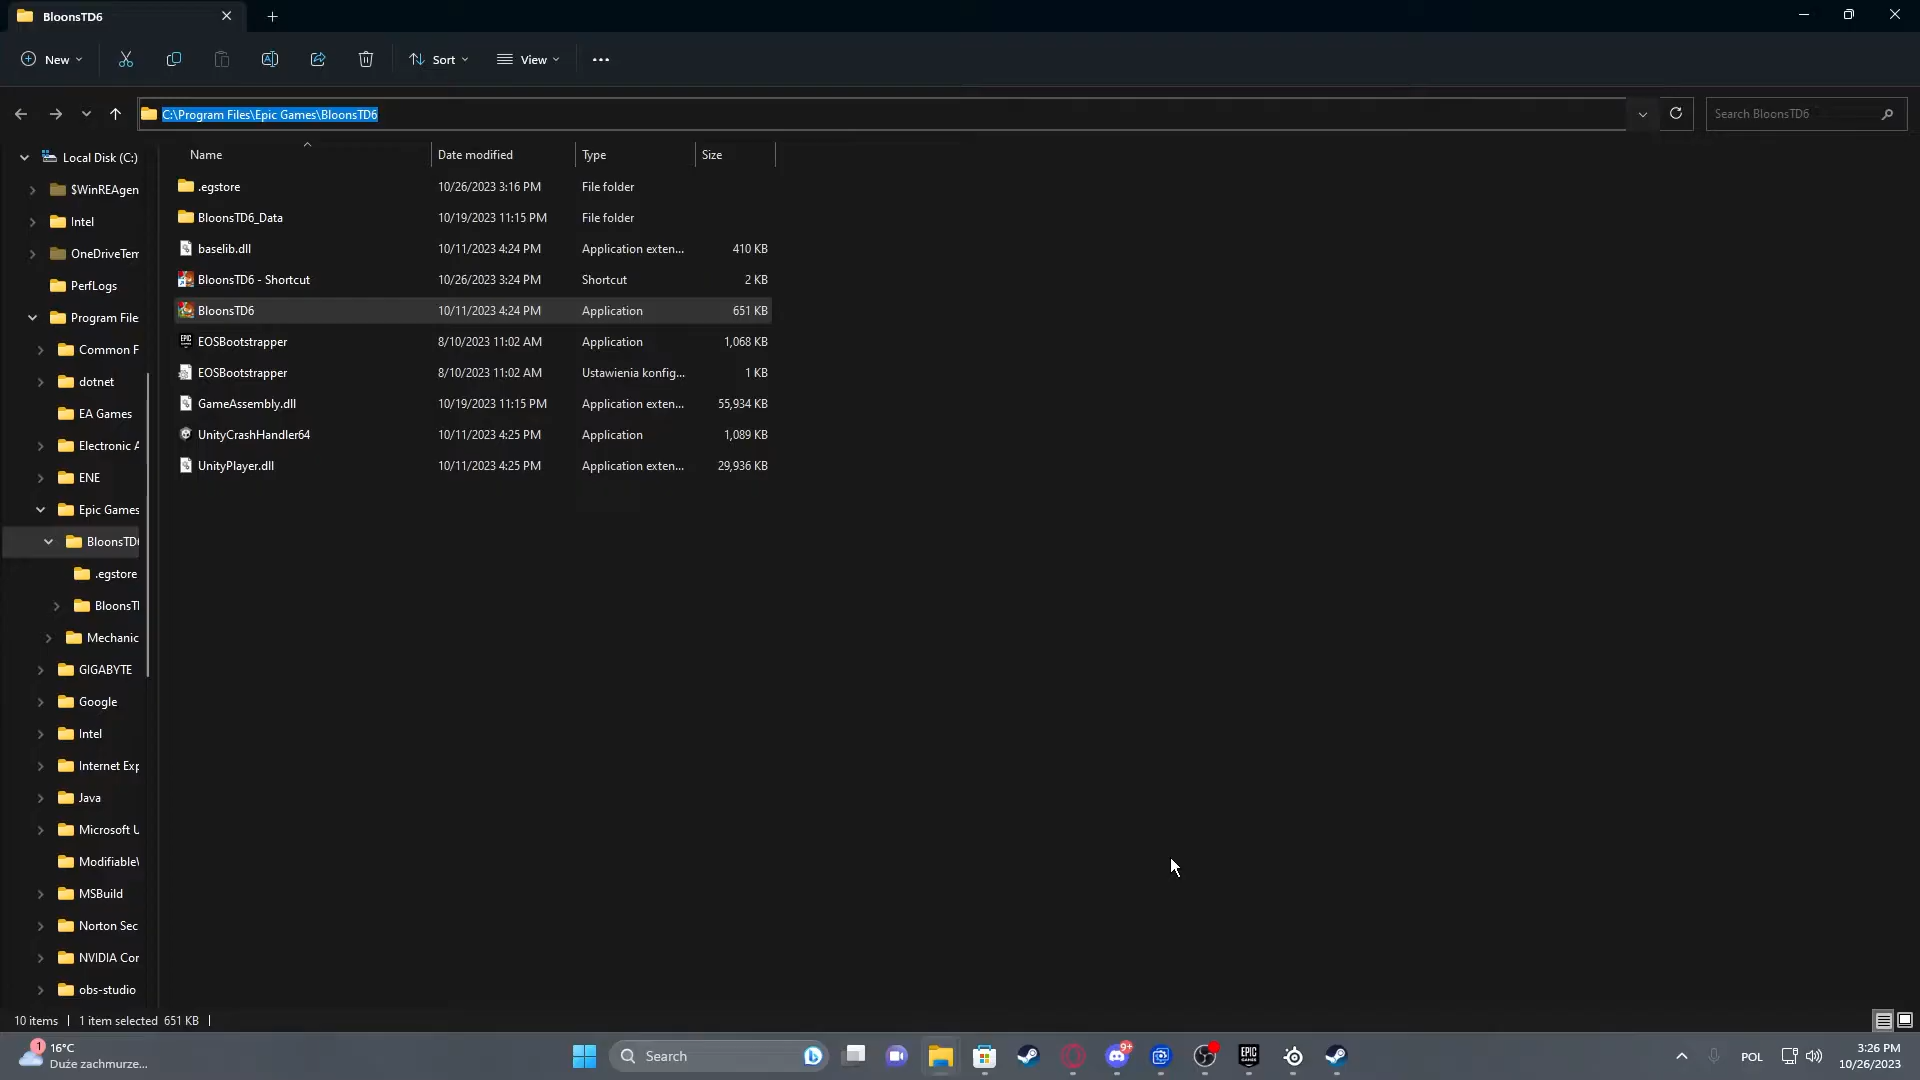 BloonsTD6
New
Sort
View
C:\Program Files\Epic Games\BloonsTD6
Search BloonsTD6
Name Date modified Type Size
.egstore 10/26/2023 3:16 PM File folder
BloonsTD6_Data 10/19/2023 11:15 PM File folder
baselib.dll 10/11/2023 4:24 PM Application exten... 410 KB
BloonsTD6 - Shortcut 10/26/2023 3:24 PM Shortcut 2 KB
BloonsTD6 10/11/2023 4:24 PM Application 651 KB
EOSBootstrapper 8/10/2023 11:02 AM Application 1,068 KB
EOSBootstrapper 8/10/2023 11:02 AM Ustawienia konfig... 1 KB
GameAssembly.dll 10/19/2023 11:15 PM Application exten... 55,934 KB
UnityCrashHandler64 10/11/2023 4:25 PM Application 1,089 KB
UnityPlayer.dll 10/11/2023 4:25 PM Application exten... 29,936 KB
Local Disk (C:)
$WinREAgen
Intel
OneDriveTem
PerfLogs
Program File
Common F
dotnet
EA Games
Electronic A
ENE
Epic Games
BloonsTD6
.egstore
BloonsT
Mechanic
GIGABYTE
Google
Intel
Internet Exp
Java
Microsoft U
Modifiable
MSBuild
Norton Sec
NVIDIA Cor
obs-studio
10 items 1 item selected 651 KB
1
16°C
Duże zachmurze...
Search
9+
EPIC
GAMES
POL
3:26 PM
10/26/2023